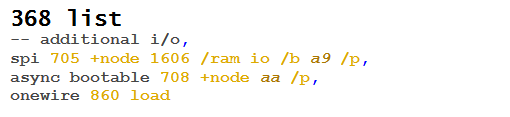 368 list
-- additional i/o,
spi 705 +node 1606 /ram io /b a9 /p,
async bootable 708 +node aa /p,
onewire 860 load